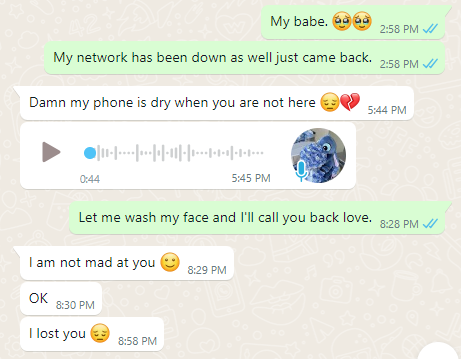 My babe. 🥹🥹 2:58 PM
My network has been down as well just came back. 2:58 PM
Damn my phone is dry when you are not here 😔💔 5:44 PM
0:44 5:45 PM
Let me wash my face and I'll call you back love. 8:28 PM
I am not mad at you 🙂 8:29 PM
OK 8:30 PM
I lost you 😔 8:58 PM